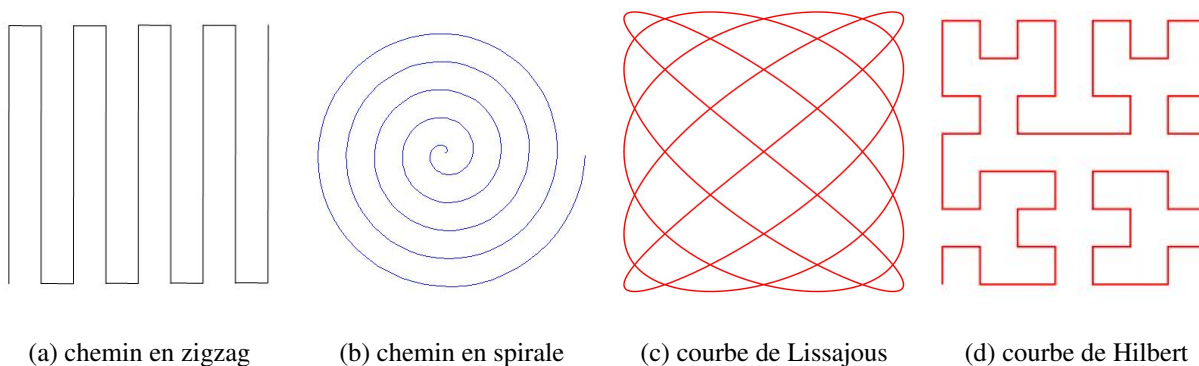 (a) chemin en zigzag (b) chemin en spirale (c) courbe de Lissajous (d) courbe de Hilbert